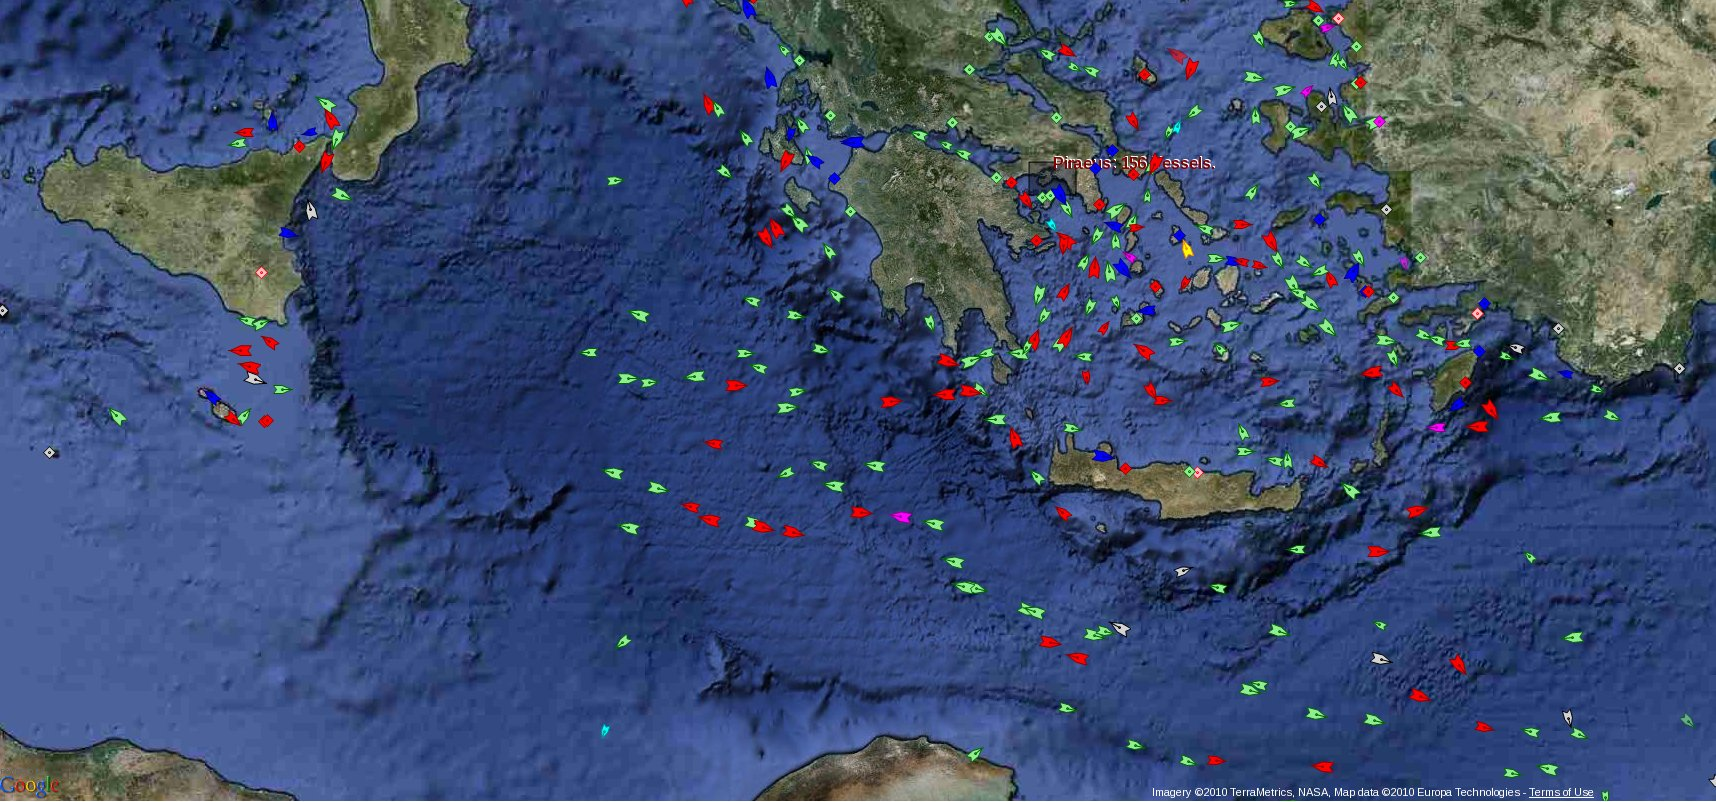 Piraeus: 156 vessels.
Google
Imagery ©2010 TerraMetrics, NASA, Map data ©2010 Europa Technologies - Terms of Use